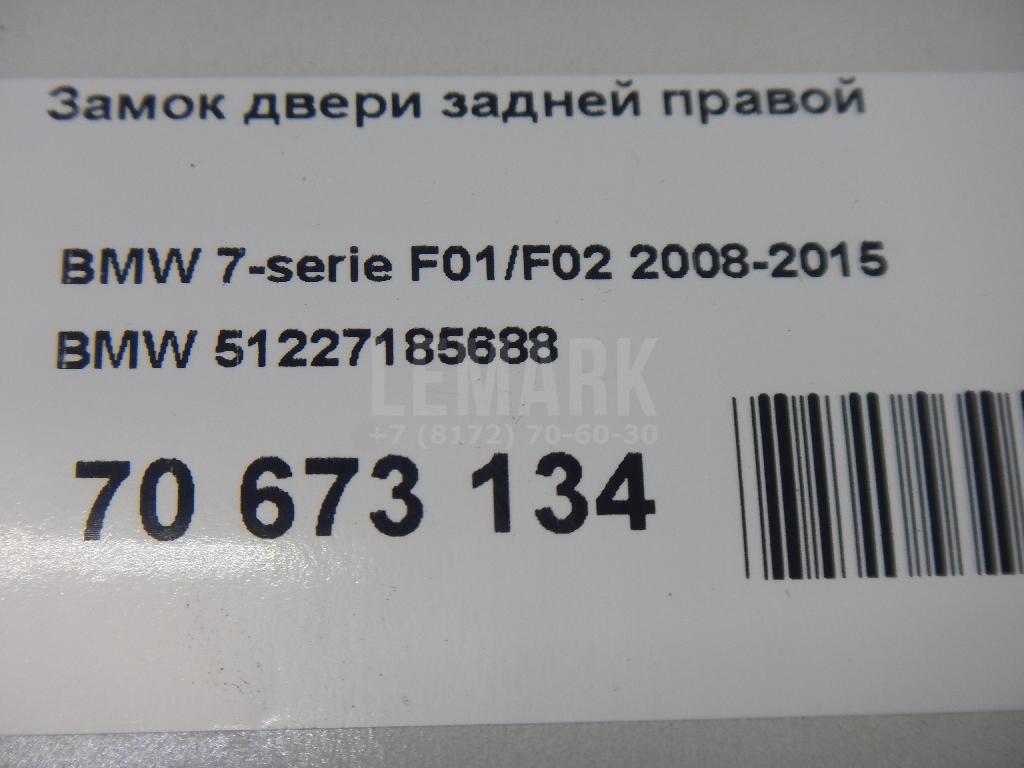 Замок двери задней правой
BMW 7-serie F01/F02 2008-2015
BMW 51227185688
LEMARK
+7 (8172) 70-60-30
70 673 134